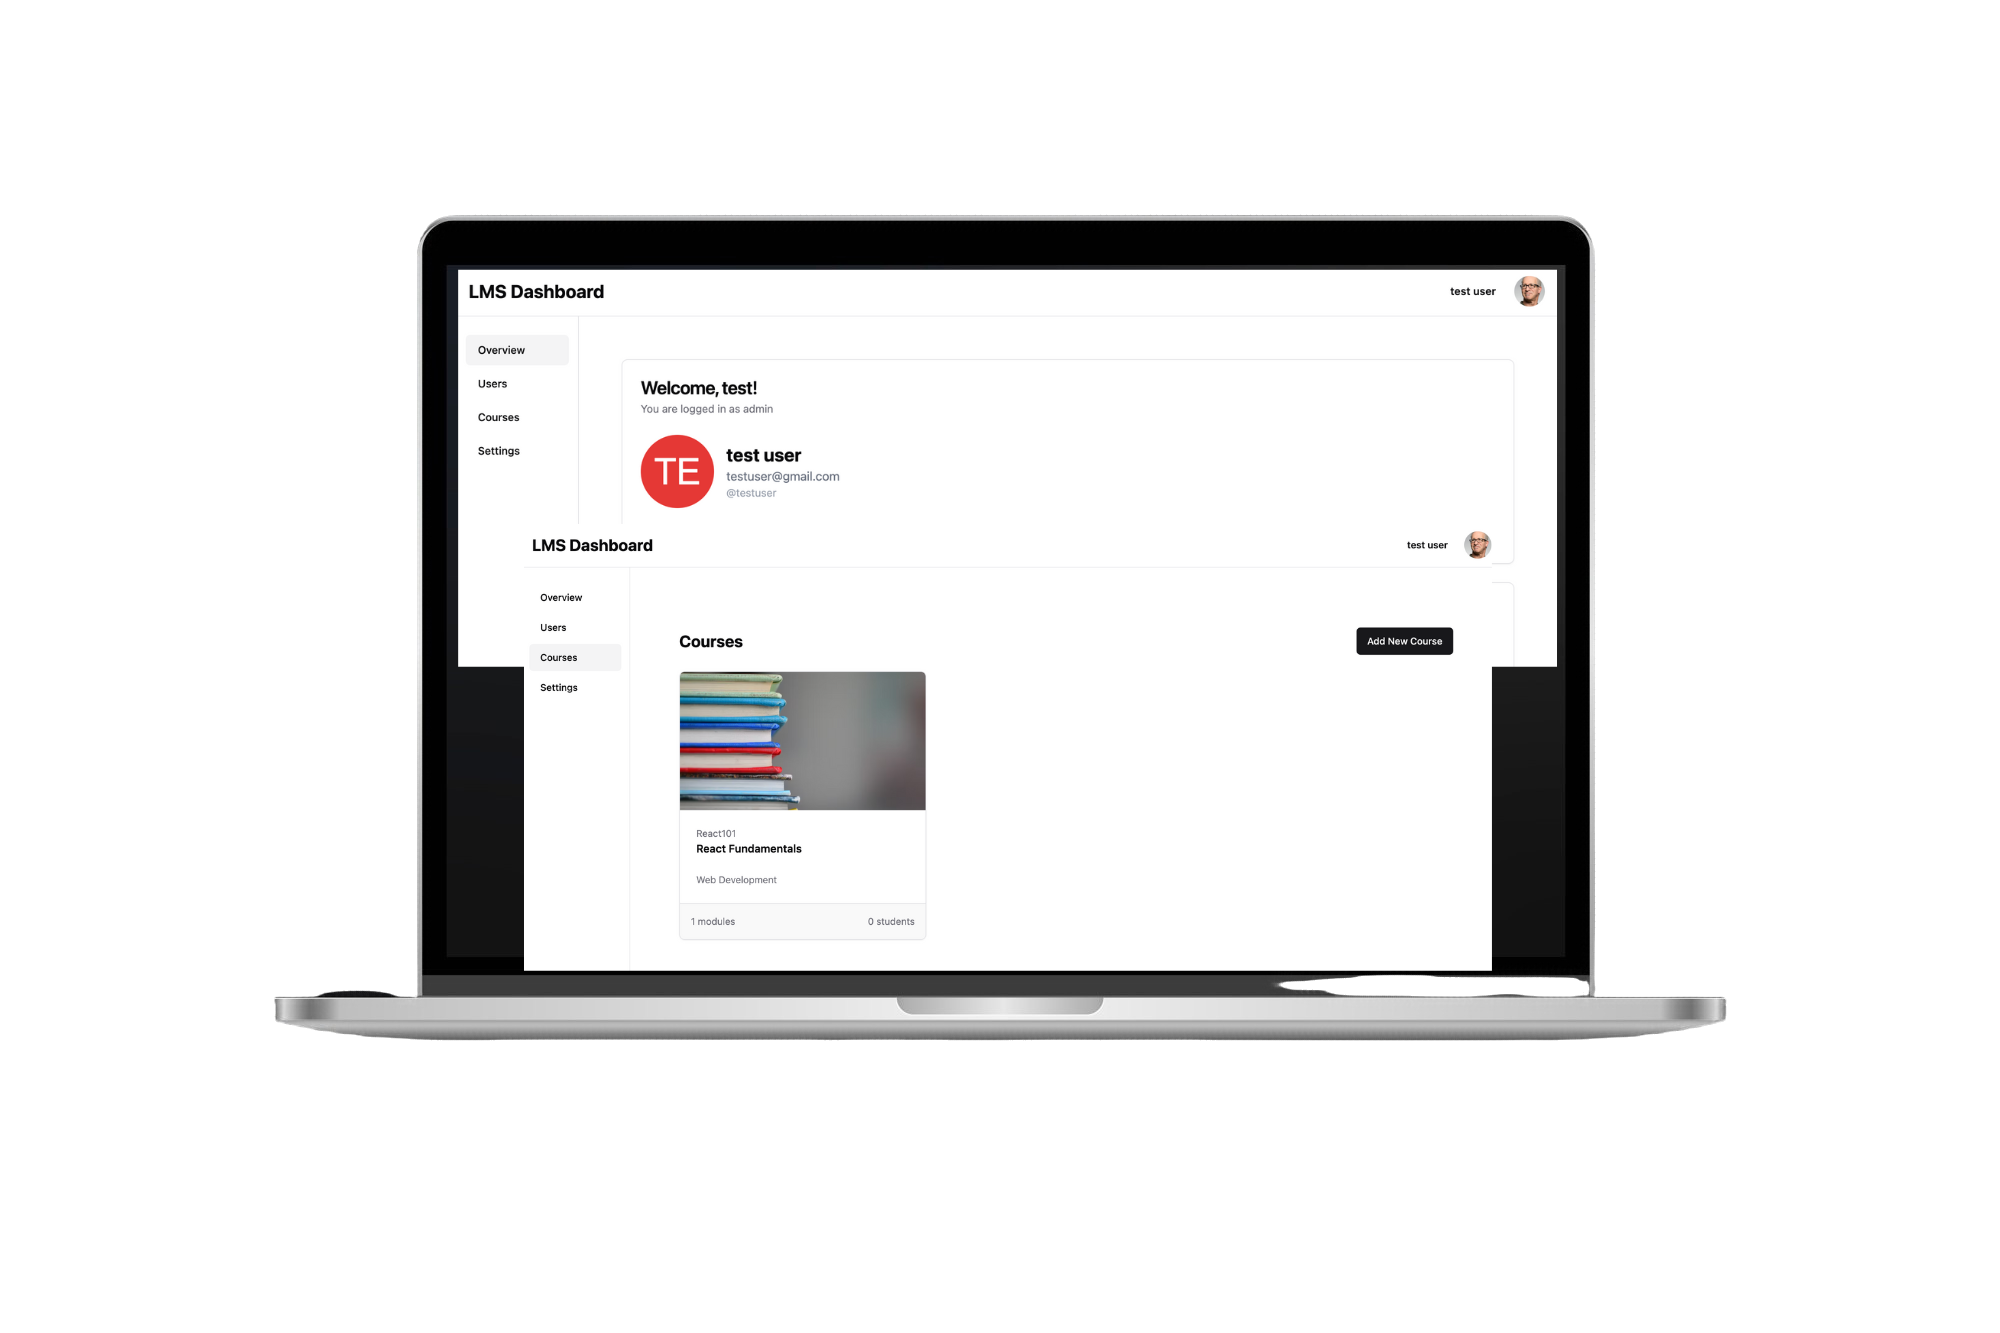 LMS Dashboard
test user
Overview
Users
Courses
Settings
Welcome, test!
You are logged in as admin
TE
test user
testuser@gmail.com
@testuser
LMS Dashboard
test user
Overview
Users
Courses
Settings
Courses
Add New Course
React101
React Fundamentals
Web Development
1 modules
0 students